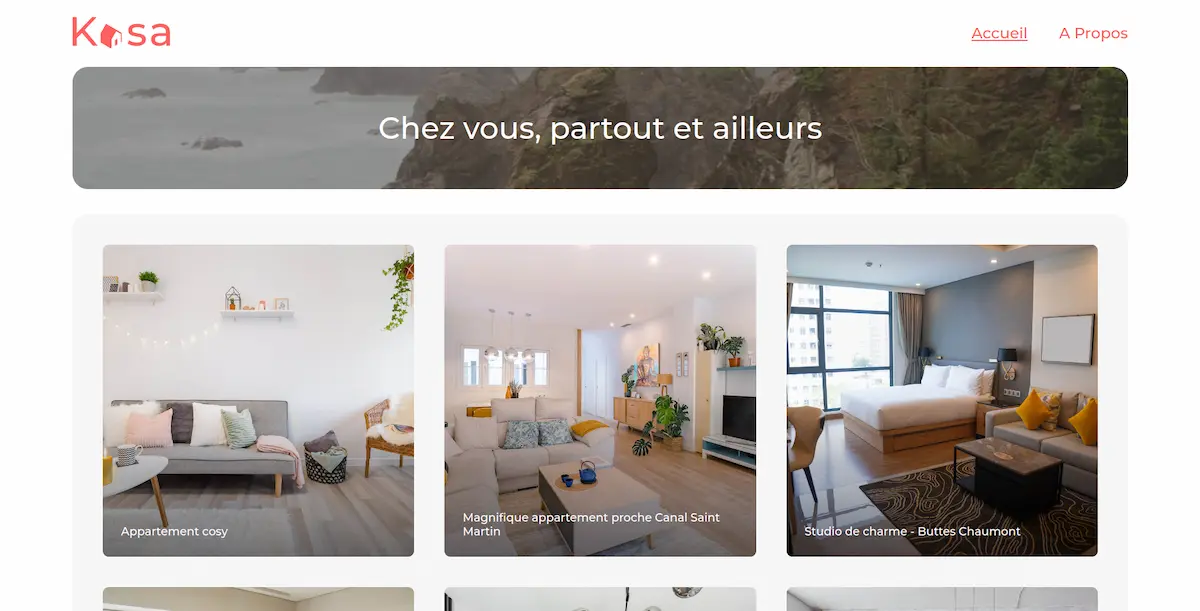 Kasa
Accueil
A Propos
Chez vous, partout et ailleurs
Appartement cosy
Magnifique appartement proche Canal Saint
Martin
Studio de charme - Buttes Chaumont